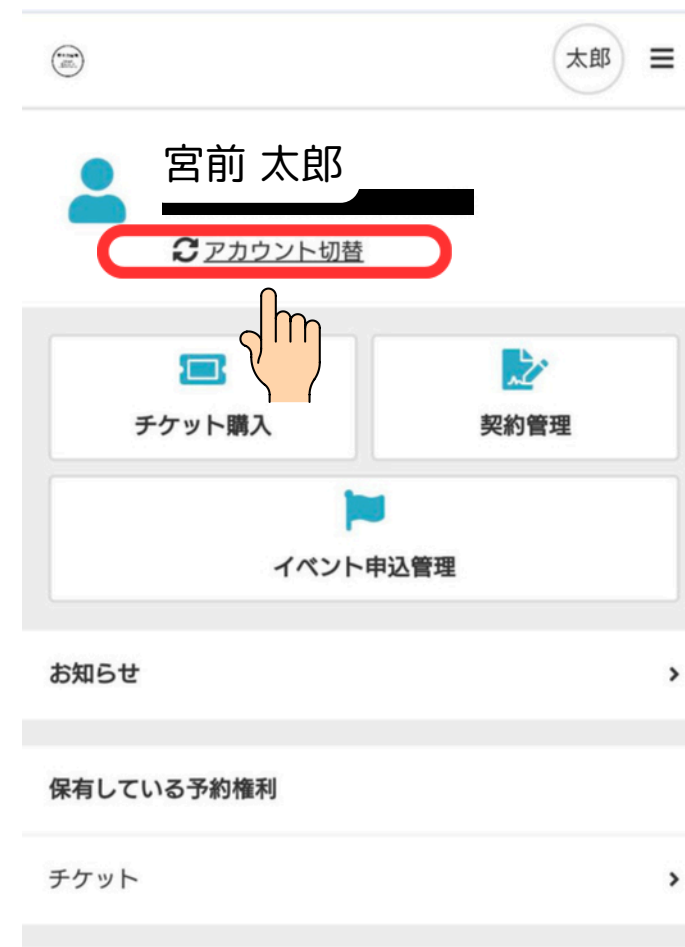 太郎
宮前 太郎
アカウント切替
チケット購入
契約管理
イベント申込管理
お知らせ
保有している予約権利
チケット